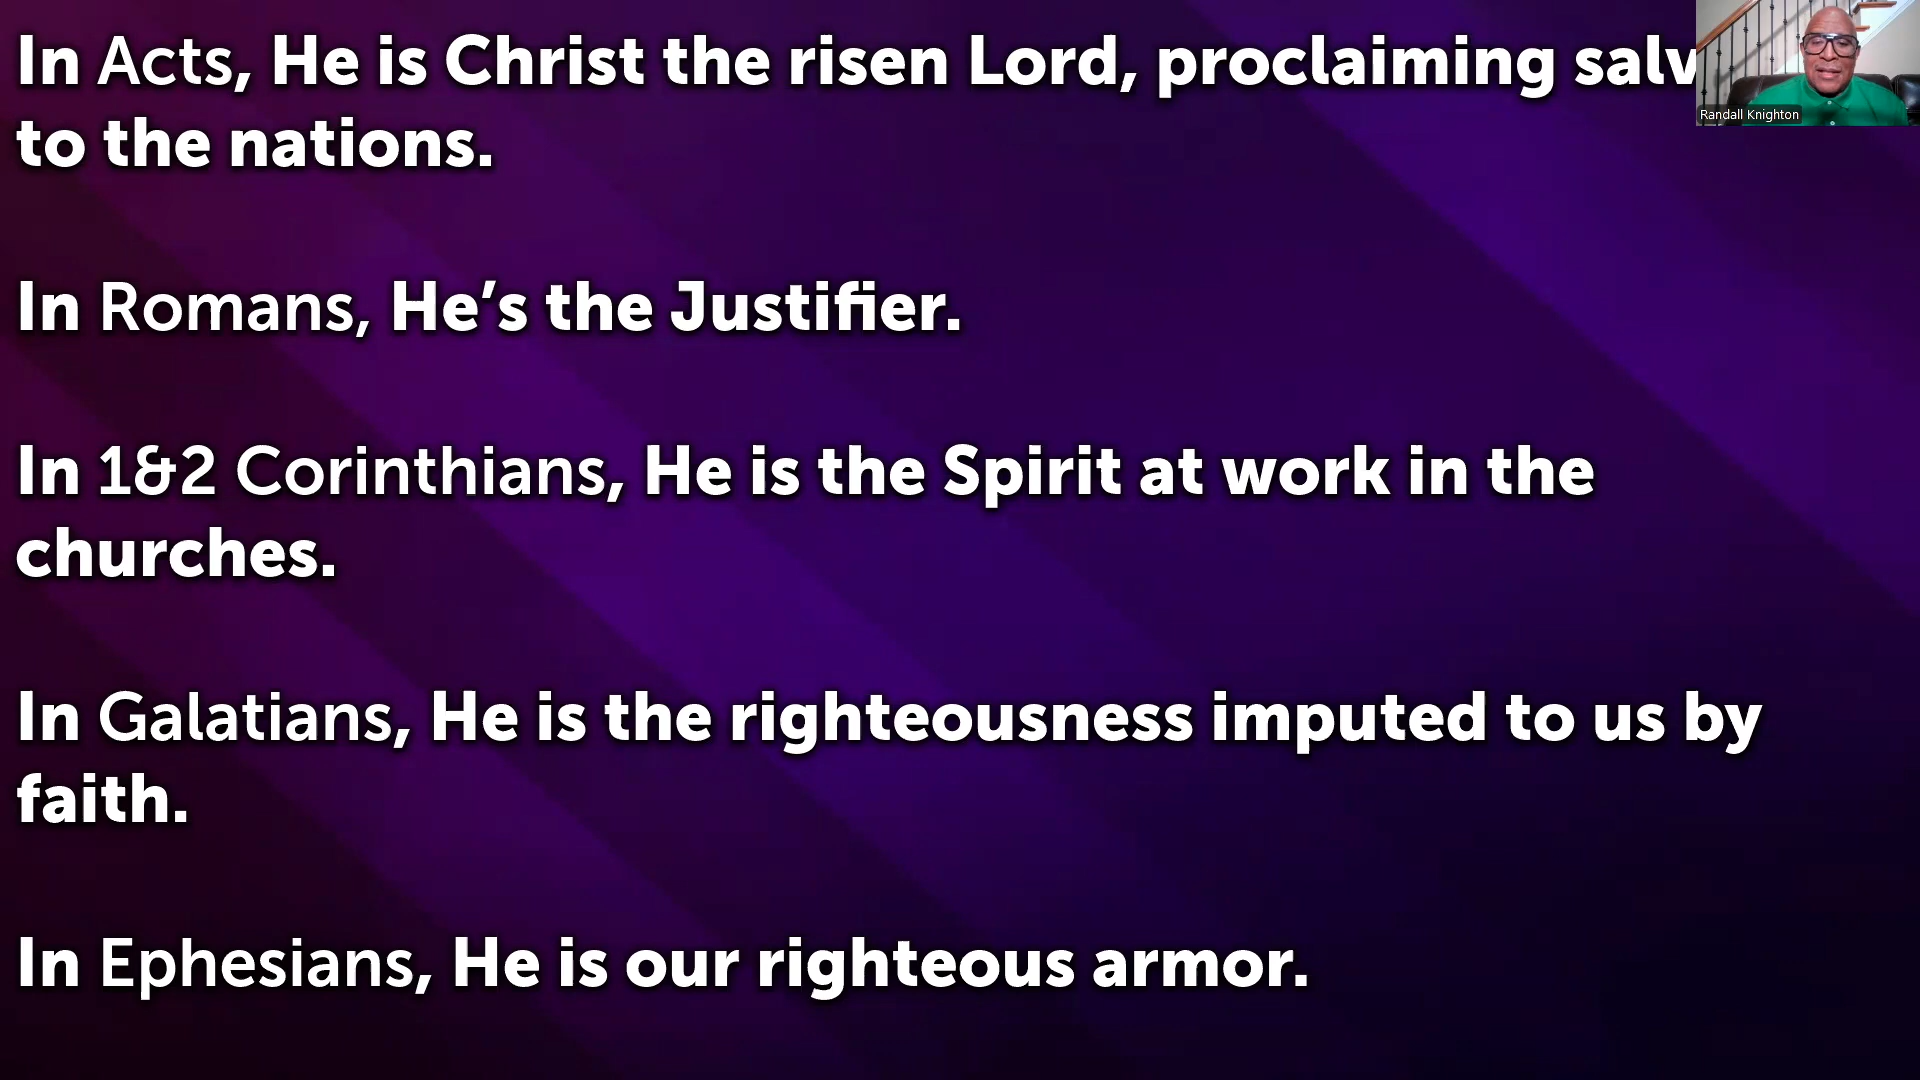 In Acts, He is Christ the risen Lord, proclaiming
to the nations.
In Romans, He’s the Justifier.
In 1&2 Corinthians, He is the Spirit at work in the
churches.
In Galatians, He is the righteousness imputed to us by
faith.
In Ephesians, He is our righteous armor.
Randall Knighton